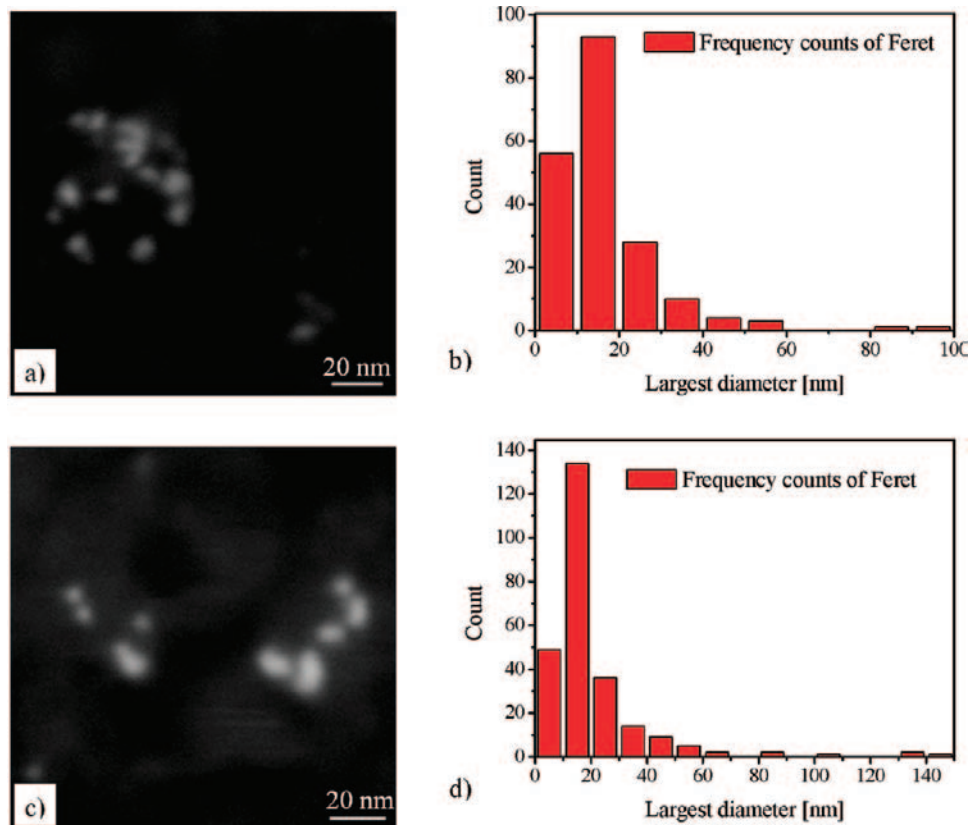 a)
20 nm
100
80
60
40
20
0
Count
Frequency counts of Feret
0 20 40 60 80 100
Largest diameter [nm]
b)
c)
20 nm
140
120
100
80
60
40
20
0
Count
Frequency counts of Feret
0 20 40 60 80 100 120 140
Largest diameter [nm]
d)